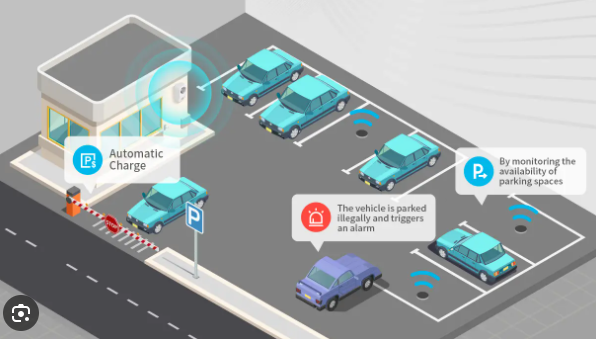 Automatic
Charge
By monitoring the
availability of
parking spaces
The vehicle is parked
illegally and triggers
an alarm
P